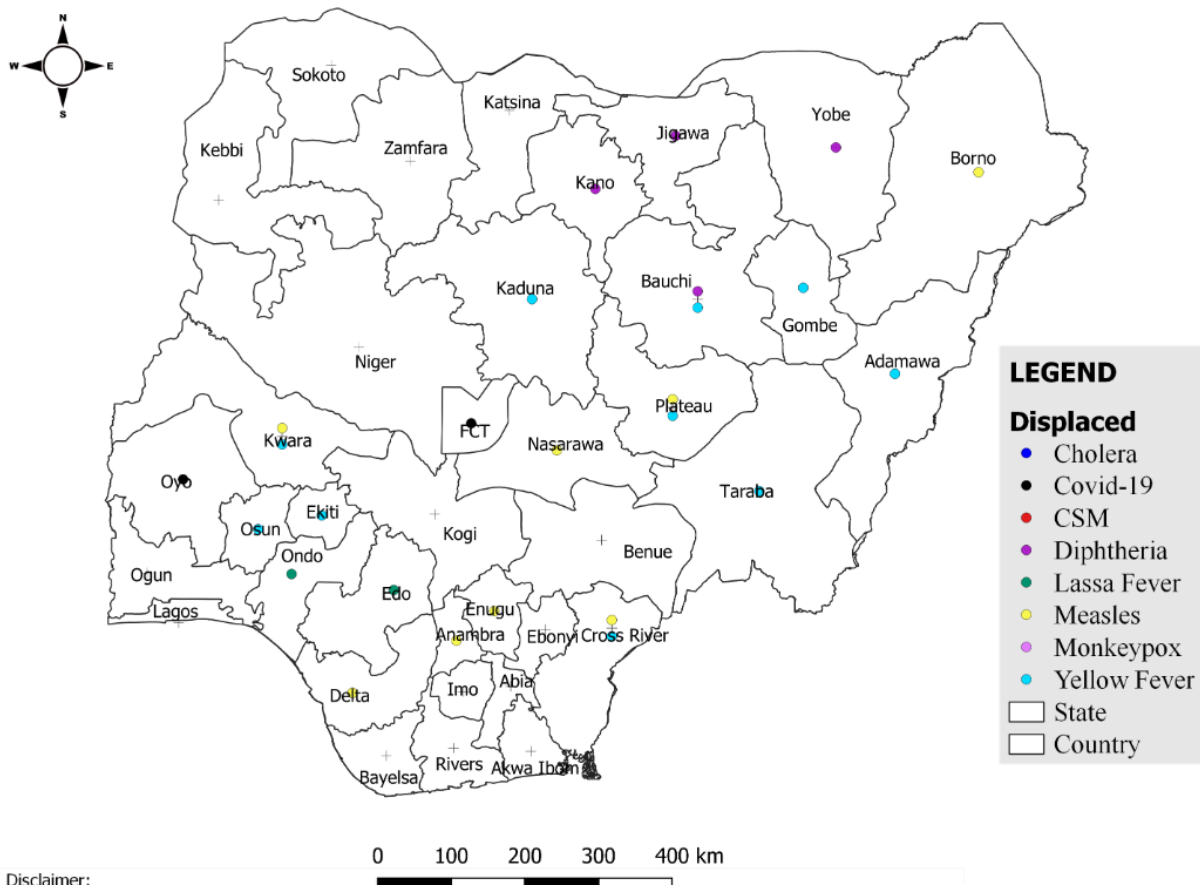 N
W
E
S
Sokoto
Katsina
Yobe
Jigawa
Kebbi
Zamfara
Borno
Kano
Bauchi
Kaduna
Gombe
Niger
Adamawa
LEGEND
Displaced
Cholera
Covid-19
CSM
Diphtheria
Lassa Fever
Measles
Monkeypox
Yellow Fever
State
Country
Plateau
FCT
Kwara
Nasarawa
Oyo
Taraba
Ekiti
Osun
Kogi
Ondo
Benue
Ogun
Edo
Lagos
Enugu
Anambra
Ebonyi
Cross River
Abia
Imo
Delta
Rivers
Akwa Ibom
Bayelsa
0 100 200 300 400 km
Disclaimer: